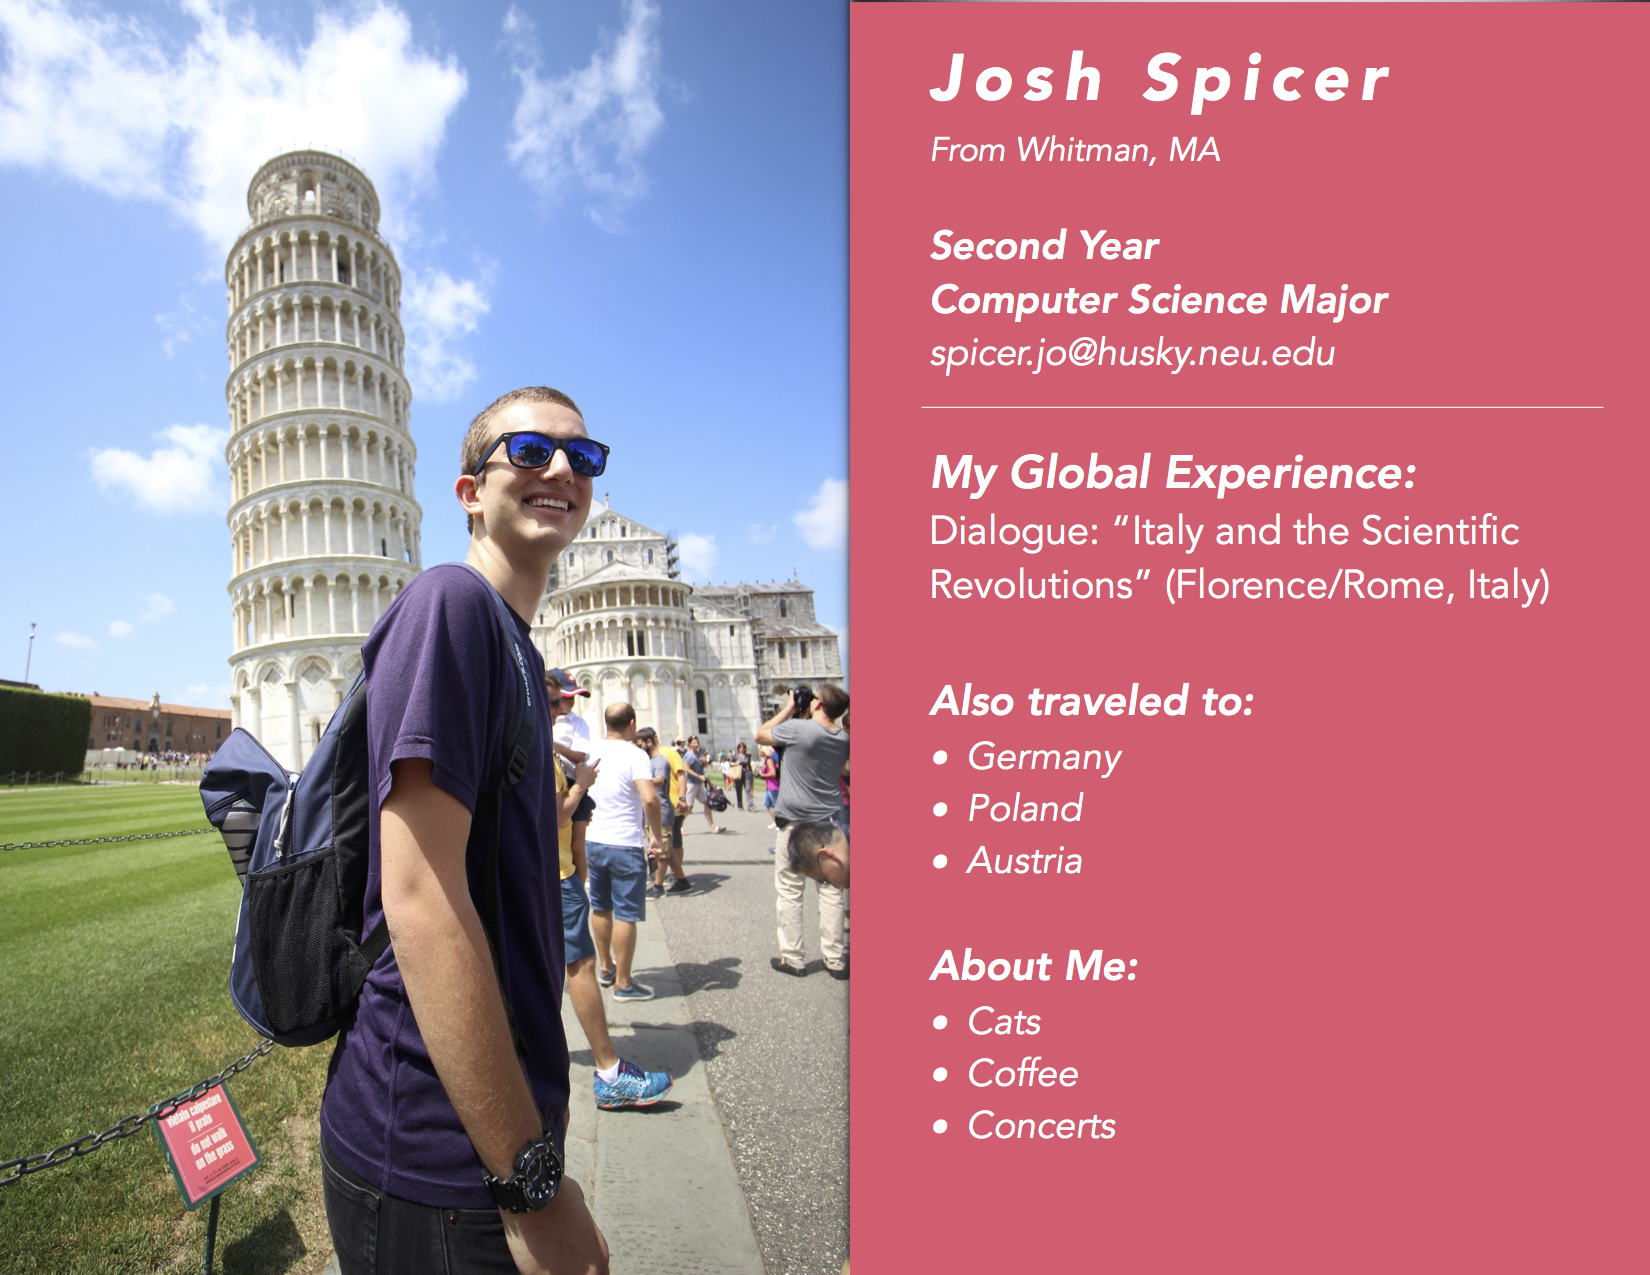 Josh Spicer
From Whitman, MA
Second Year
Computer Science Major
spicer.jo@husky.neu.edu
My Global Experience:
Dialogue: “Italy and the Scientific
Revolutions” (Florence/Rome, Italy)
Also traveled to:
• Germany
• Poland
• Austria
About Me:
• Cats
• Coffee
• Concerts
Vietato calpestare
il prato
do not walk
on the grass